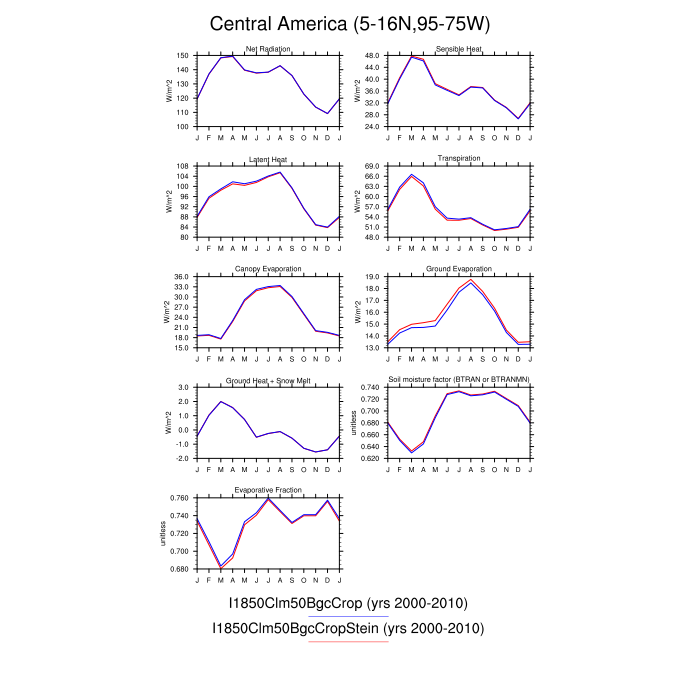 Central America (5-16N,95-75W)
Net Radiation
W/m^2
150
140
130
120
110
100
J F M A M J J A S O N D J
Sensible Heat
W/m^2
48.0
44.0
40.0
36.0
32.0
28.0
24.0
J F M A M J J A S O N D J
Latent Heat
W/m^2
108
104
100
96
92
88
84
80
J F M A M J J A S O N D J
Transpiration
W/m^2
69.0
66.0
63.0
60.0
57.0
54.0
51.0
48.0
J F M A M J J A S O N D J
Canopy Evaporation
W/m^2
36.0
33.0
30.0
27.0
24.0
21.0
18.0
15.0
J F M A M J J A S O N D J
Ground Evaporation
W/m^2
19.0
18.0
17.0
16.0
15.0
14.0
13.0
J F M A M J J A S O N D J
Ground Heat + Snow Melt
W/m^2
3.0
2.0
1.0
0.0
-1.0
-2.0
J F M A M J J A S O N D J
Soil moisture factor (BTRAN or BTRANMN)
unitless
0.740
0.720
0.700
0.680
0.660
0.640
0.620
J F M A M J J A S O N D J
Evaporative Fraction
unitless
0.760
0.740
0.720
0.700
0.680
J F M A M J J A S O N D J
I1850Clm50BgcCrop (yrs 2000-2010)
I1850Clm50BgcCropStein (yrs 2000-2010)